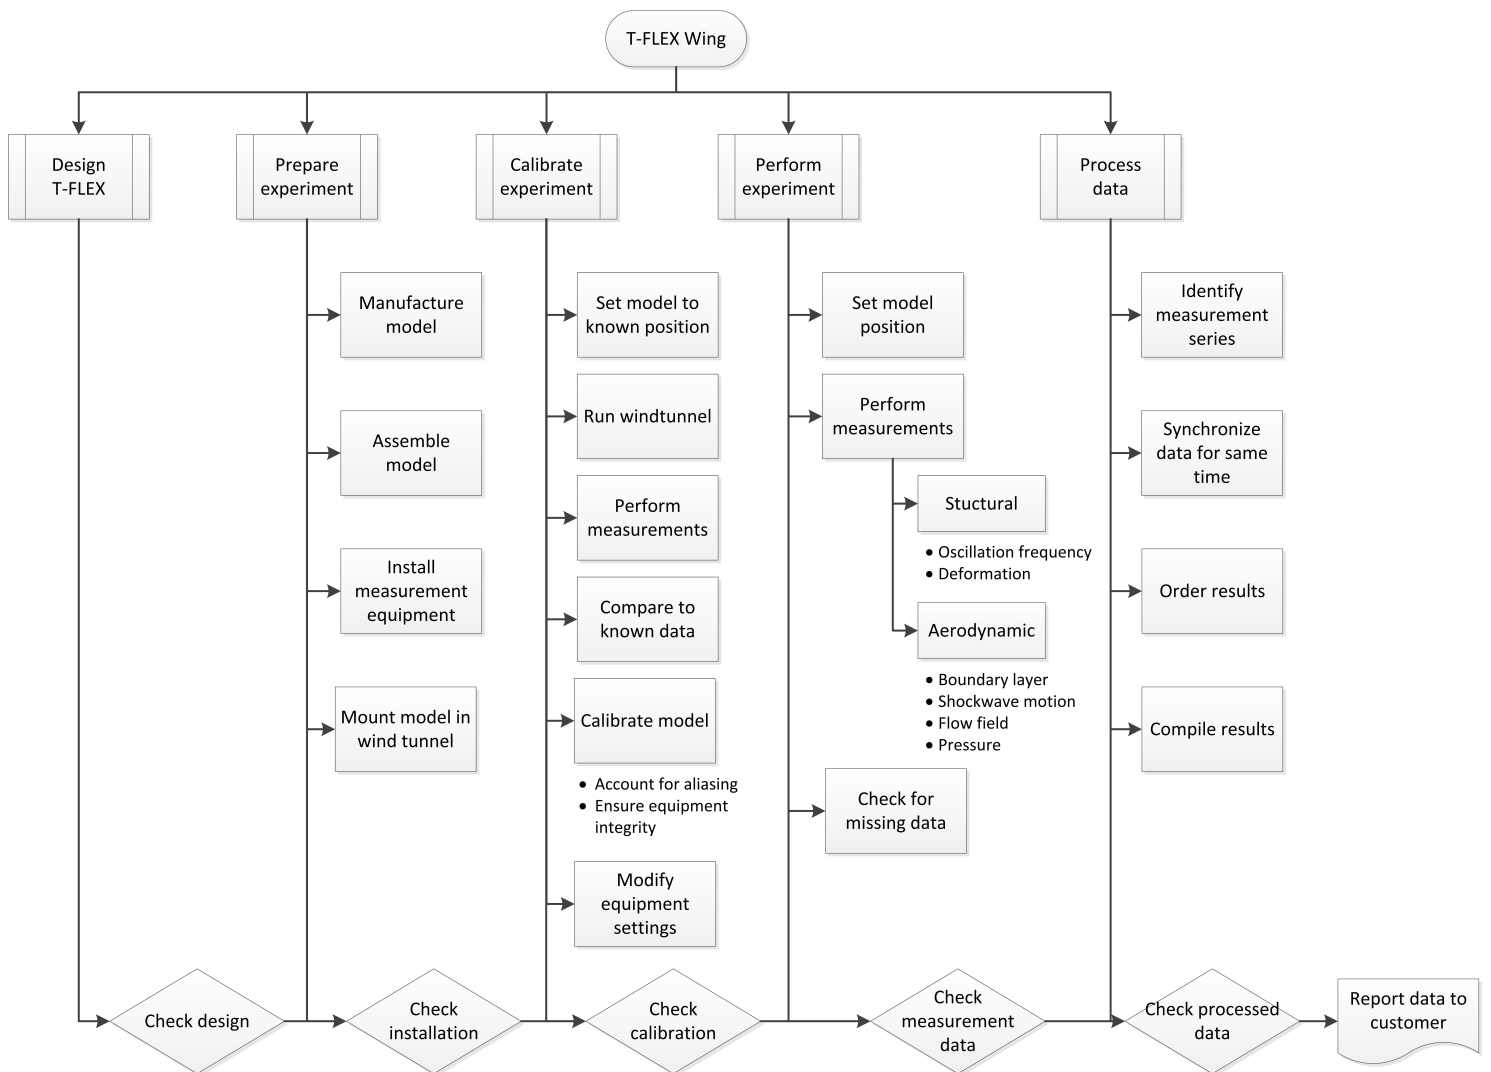 T-FLEX Wing
Design
T-FLEX
Prepare
experiment
Calibrate
experiment
Perform
experiment
Process
data
Manufacture
model
Assemble
model
Install
measurement
equipment
Mount model in
wind tunnel
Set model to
known position
Run windtunnel
Perform
measurements
Compare to
known data
Calibrate model
• Account for aliasing
• Ensure equipment
integrity
Modify
equipment
settings
Set model
position
Perform
measurements
Stuctural
• Oscillation frequency
• Deformation
Aerodynamic
• Boundary layer
• Shockwave motion
• Flow field
• Pressure
Check for
missing data
Identify
measurement
series
Synchronize
data for same
time
Order results
Compile results
Check design
Check
installation
Check
calibration
Check
measurement
data
Check processed
data
Report data to
customer